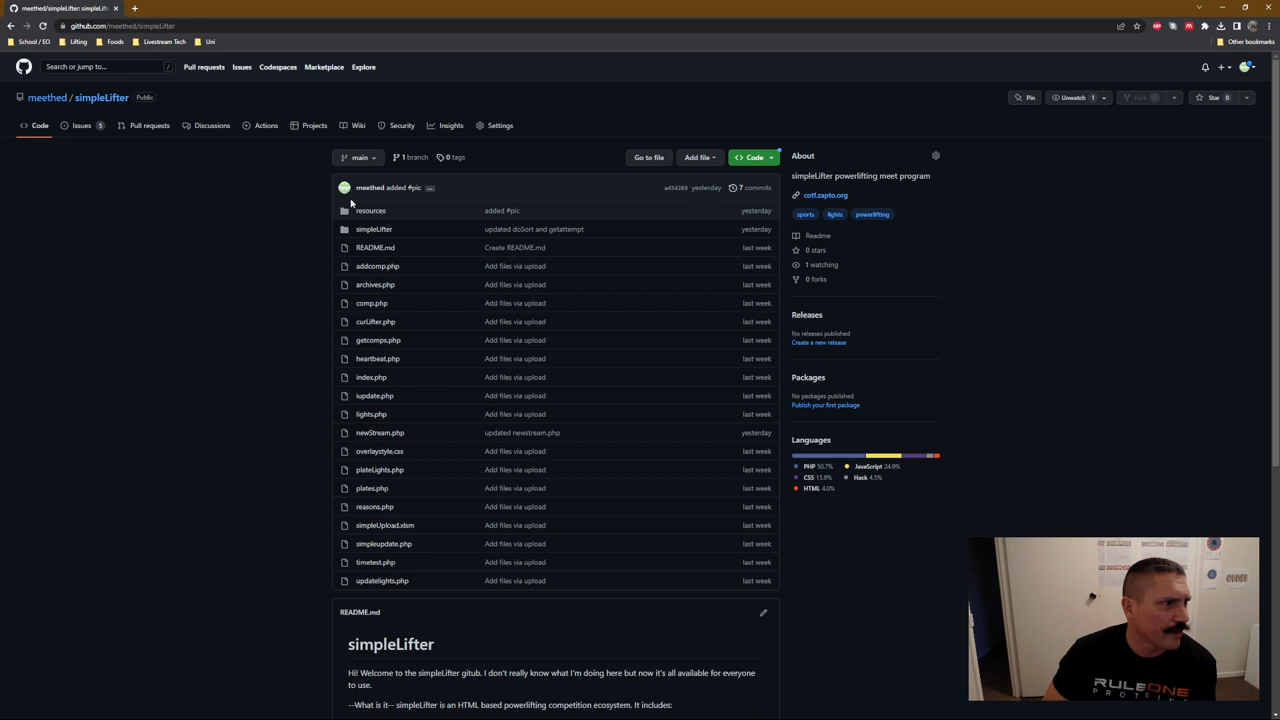 meethed/simpleLifter: simpleLif
github.com/meethed/simpleLifter
School / EO
Lifting
Foods
Livestream Tech
Uni
Other bookmarks
Search or jump to...
/
Pull requests
Issues
Codespaces
Marketplace
Explore
meethed / simpleLifter
Public
Pin
Unwatch
1
Fork
Star
0
Code
Issues
5
Pull requests
Discussions
Actions
Projects
Wiki
Security
Insights
Settings
main
1 branch
0 tags
Go to file
Add file
Code
meethed added #pic
...
a454289
yesterday
7 commits
resources
added #pic
yesterday
simpleLifter
updated doSort and getattempt
yesterday
README.md
Create README.md
last week
addcomp.php
Add files via upload
last week
archives.php
Add files via upload
last week
comp.php
Add files via upload
last week
curLifter.php
Add files via upload
last week
getcomps.php
Add files via upload
last week
heartbeat.php
Add files via upload
last week
index.php
Add files via upload
last week
iupdate.php
Add files via upload
last week
lights.php
Add files via upload
last week
newStream.php
updated newstream.php
yesterday
overlaystyle.css
Add files via upload
last week
plateLights.php
Add files via upload
last week
plates.php
Add files via upload
last week
reasons.php
Add files via upload
last week
simpleUpload.xlsm
Add files via upload
last week
simpleupdate.php
Add files via upload
last week
timetest.php
Add files via upload
last week
updatelights.php
Add files via upload
last week
README.md
simpleLifter
Hi! Welcome to the simpleLifter gitub. I don't really know what I'm doing here but now it's all available for everyone
to use.
--What is it-- simpleLifter is an HTML based powerlifting competition ecosystem. It includes:
About
simpleLifter powerlifting meet program
cotf.zapto.org
sports
lights
powerlifting
Readme
0 stars
1 watching
0 forks
Releases
No releases published
Create a new release
Packages
No packages published
Publish your first package
Languages
PHP 50.7%
JavaScript 24.9%
CSS 15.9%
Hack 4.5%
HTML 4.0%
RULEONE
PROTEINS